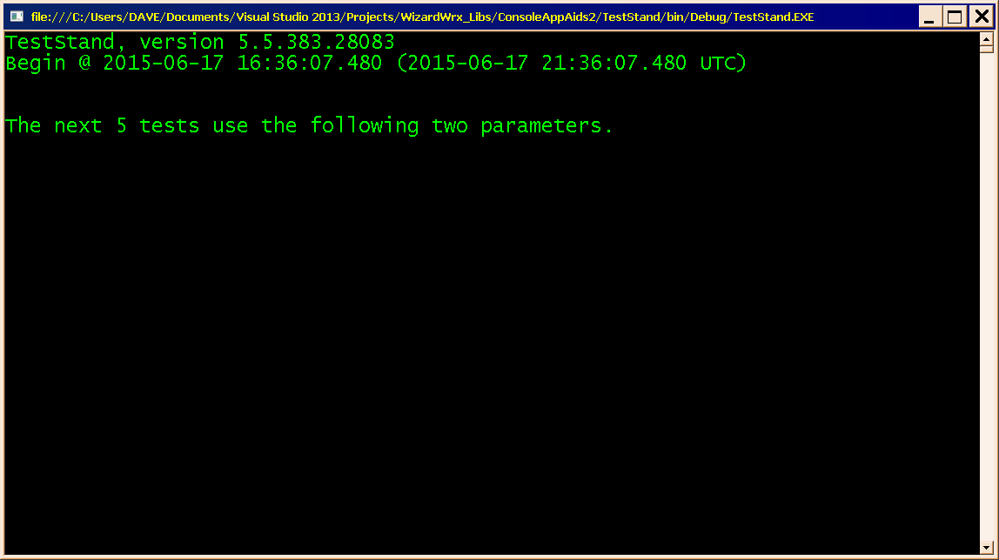 file:///C:/Users/DAVE/Documents/Visual Studio 2013/Projects/WizardWrx_Libs/ConsoleAppAids2/TestStand/bin/Debug/TestStand.EXE
TestStand, version 5.5.383.28083
Begin @ 2015-06-17 16:36:07.480 (2015-06-17 21:36:07.480 UTC)
The next 5 tests use the following two parameters.